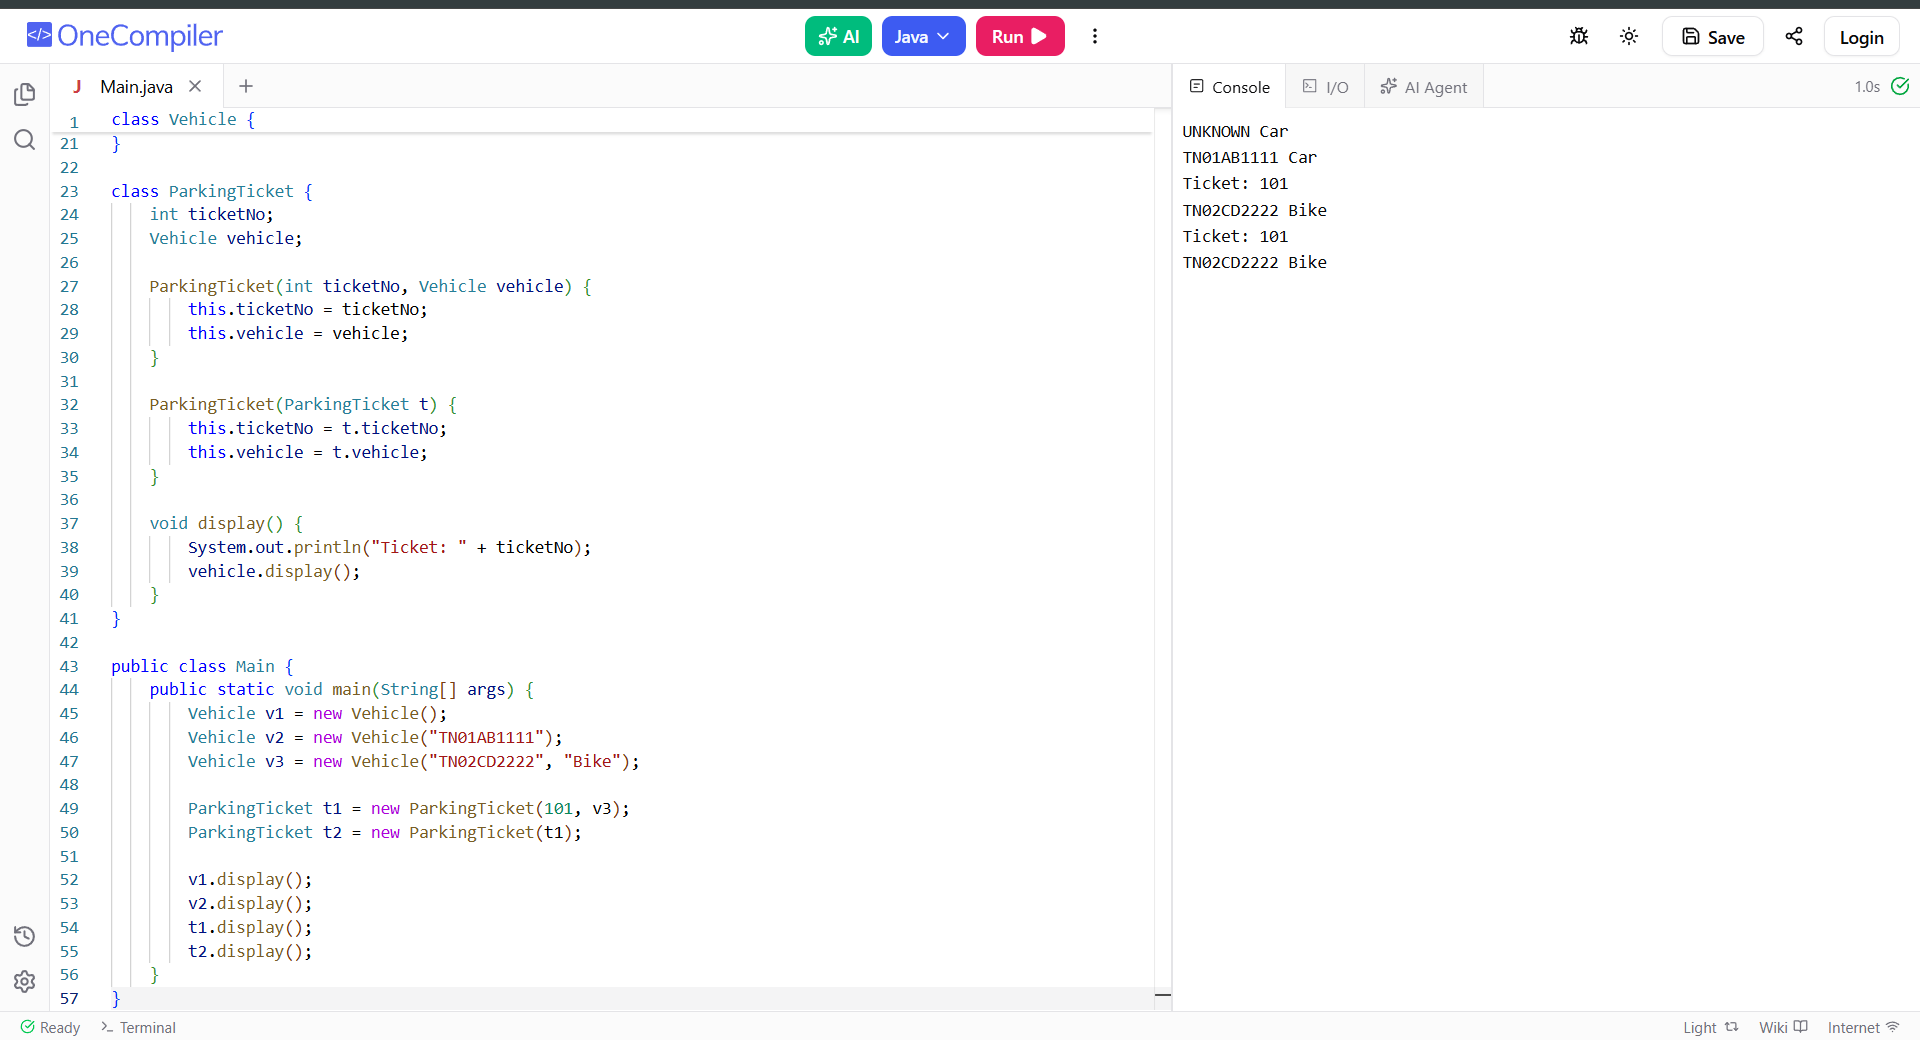 </> OneCompiler
AI
Java
Run
Save
Login
J Main.java
Console
I/O
AI Agent
1.0s
1 class Vehicle {
21 }
22
23 class ParkingTicket {
24     int ticketNo;
25     Vehicle vehicle;
26
27     ParkingTicket(int ticketNo, Vehicle vehicle) {
28         this.ticketNo = ticketNo;
29         this.vehicle = vehicle;
30     }
31
32     ParkingTicket(ParkingTicket t) {
33         this.ticketNo = t.ticketNo;
34         this.vehicle = t.vehicle;
35     }
36
37     void display() {
38         System.out.println("Ticket: " + ticketNo);
39         vehicle.display();
40     }
41 }
42
43 public class Main {
44     public static void main(String[] args) {
45         Vehicle v1 = new Vehicle();
46         Vehicle v2 = new Vehicle("TN01AB1111");
47         Vehicle v3 = new Vehicle("TN02CD2222", "Bike");
48
49         ParkingTicket t1 = new ParkingTicket(101, v3);
50         ParkingTicket t2 = new ParkingTicket(t1);
51
52         v1.display();
53         v2.display();
54         t1.display();
55         t2.display();
56     }
57 }
UNKNOWN Car
TN01AB1111 Car
Ticket: 101
TN02CD2222 Bike
Ticket: 101
TN02CD2222 Bike
Ready
Terminal
Light
Wiki
Internet